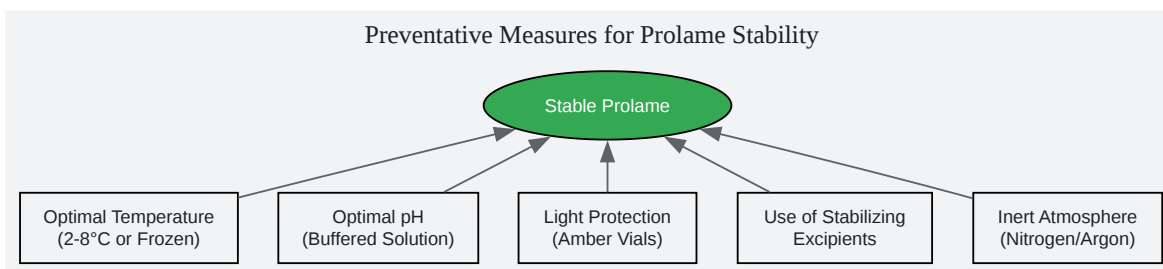 Preventative Measures for Prolame Stability
Stable Prolame
Optimal Temperature
(2-8°C or Frozen)
Optimal pH
(Buffered Solution)
Light Protection
(Amber Vials)
Use of Stabilizing
Excipients
Inert Atmosphere
(Nitrogen/Argon)